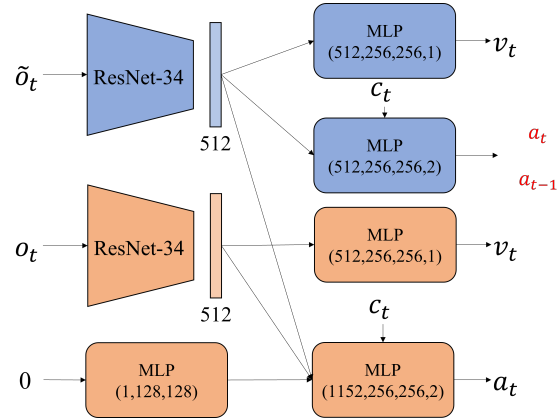 õ_t
ResNet-34
512
MLP
(512,256,256,1)
v_t
c_t
MLP
(512,256,256,2)
a_t
a_{t-1}
o_t
ResNet-34
512
MLP
(512,256,256,1)
v_t
c_t
0
MLP
(1,128,128)
MLP
(1152,256,256,2)
a_t